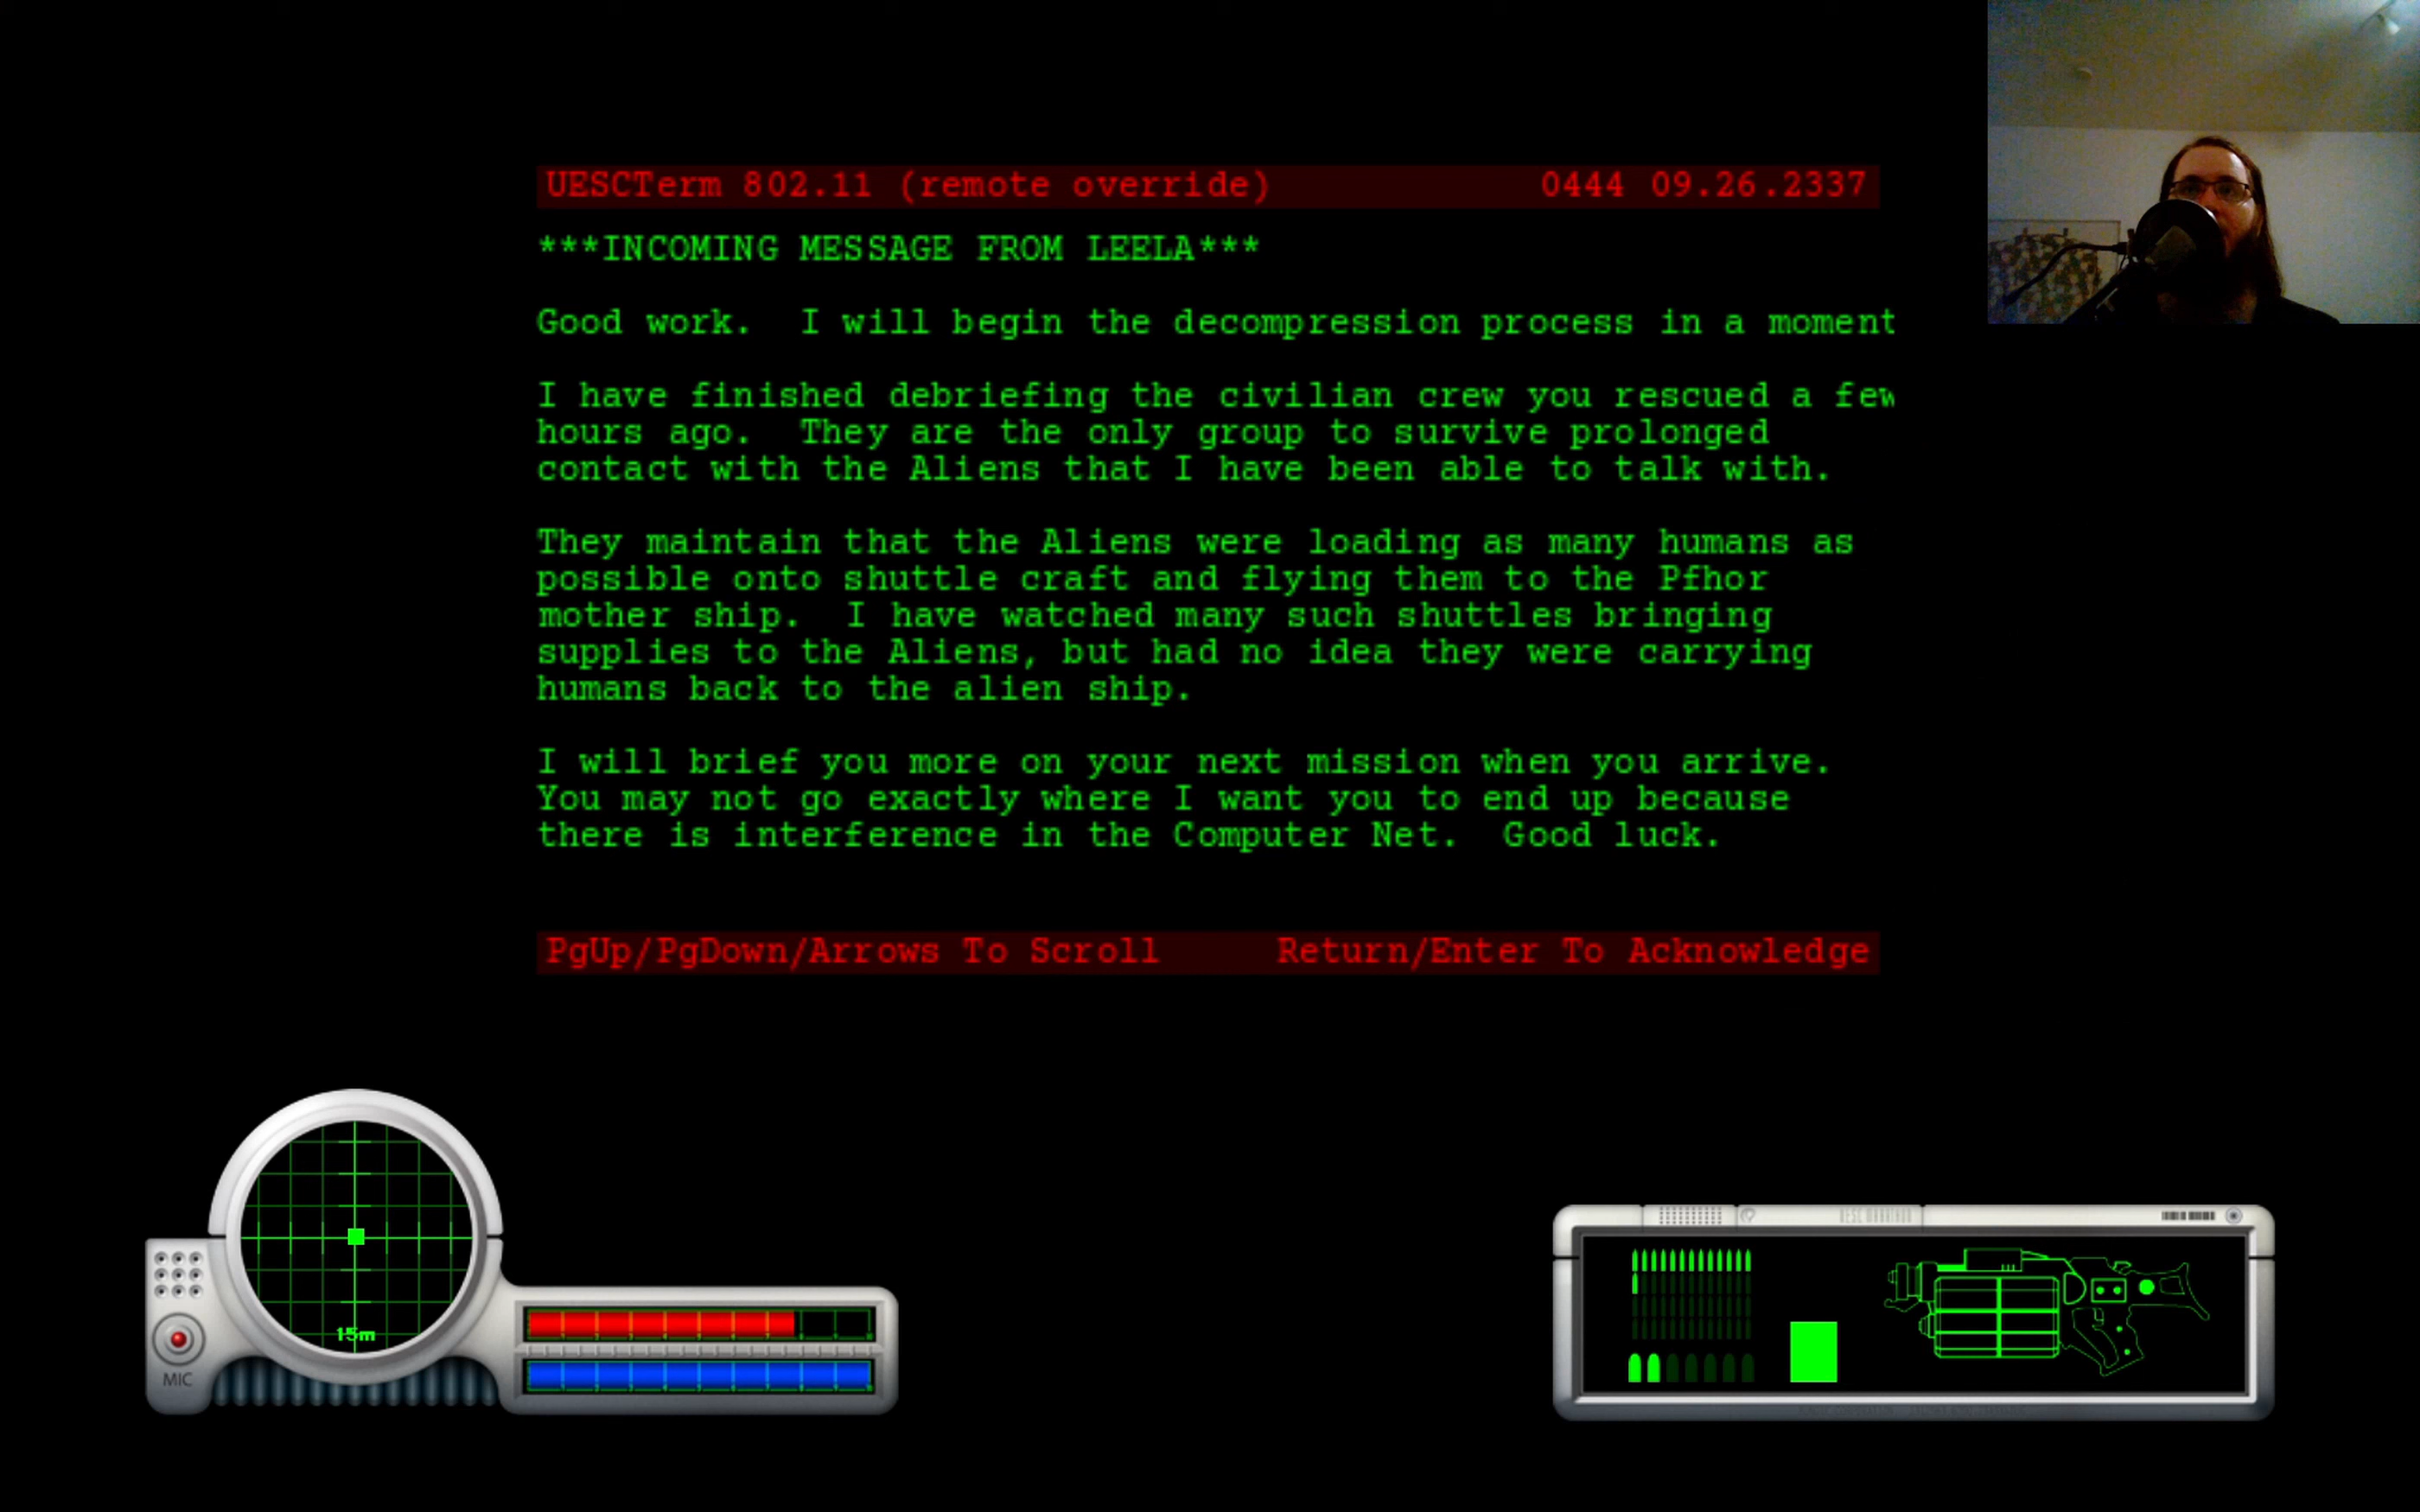 UESCTerm 802.11 (remote override) 0444 09.26.2337
***INCOMING MESSAGE FROM LEELA***
Good work.  I will begin the decompression process in a moment
I have finished debriefing the civilian crew you rescued a few
hours ago.  They are the only group to survive prolonged
contact with the Aliens that I have been able to talk with.
They maintain that the Aliens were loading as many humans as
possible onto shuttle craft and flying them to the Pfhor
mother ship.  I have watched many such shuttles bringing
supplies to the Aliens, but had no idea they were carrying
humans back to the alien ship.
I will brief you more on your next mission when you arrive.
You may not go exactly where I want you to end up because
there is interference in the Computer Net.  Good luck.
PgUp/PgDown/Arrows To Scroll Return/Enter To Acknowledge
15m
MIC